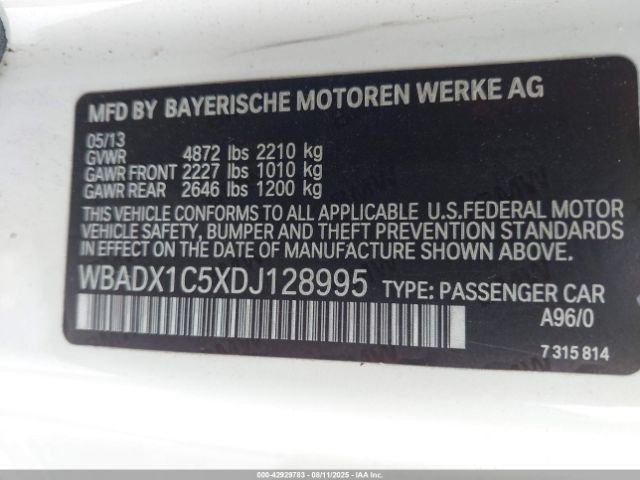 MFD BY BAYERISCHE MOTOREN WERKE AG
05/13
GVWR 4872 lbs 2210 kg
GAWR FRONT 2227 lbs 1010 kg
GAWR REAR 2646 lbs 1200 kg
THIS VEHICLE CONFORMS TO ALL APPLICABLE U.S.FEDERAL MOTOR
VEHICLE SAFETY, BUMPER AND THEFT PREVENTION STANDARDS
IN EFFECT ON THE DATE OF MANUFACTURE SHOWN ABOVE.
WBADX1C5XDJ128995 TYPE: PASSENGER CAR
A96/0
7 315 814
000-42929783 - 08/11/2025 - IAA, Inc.